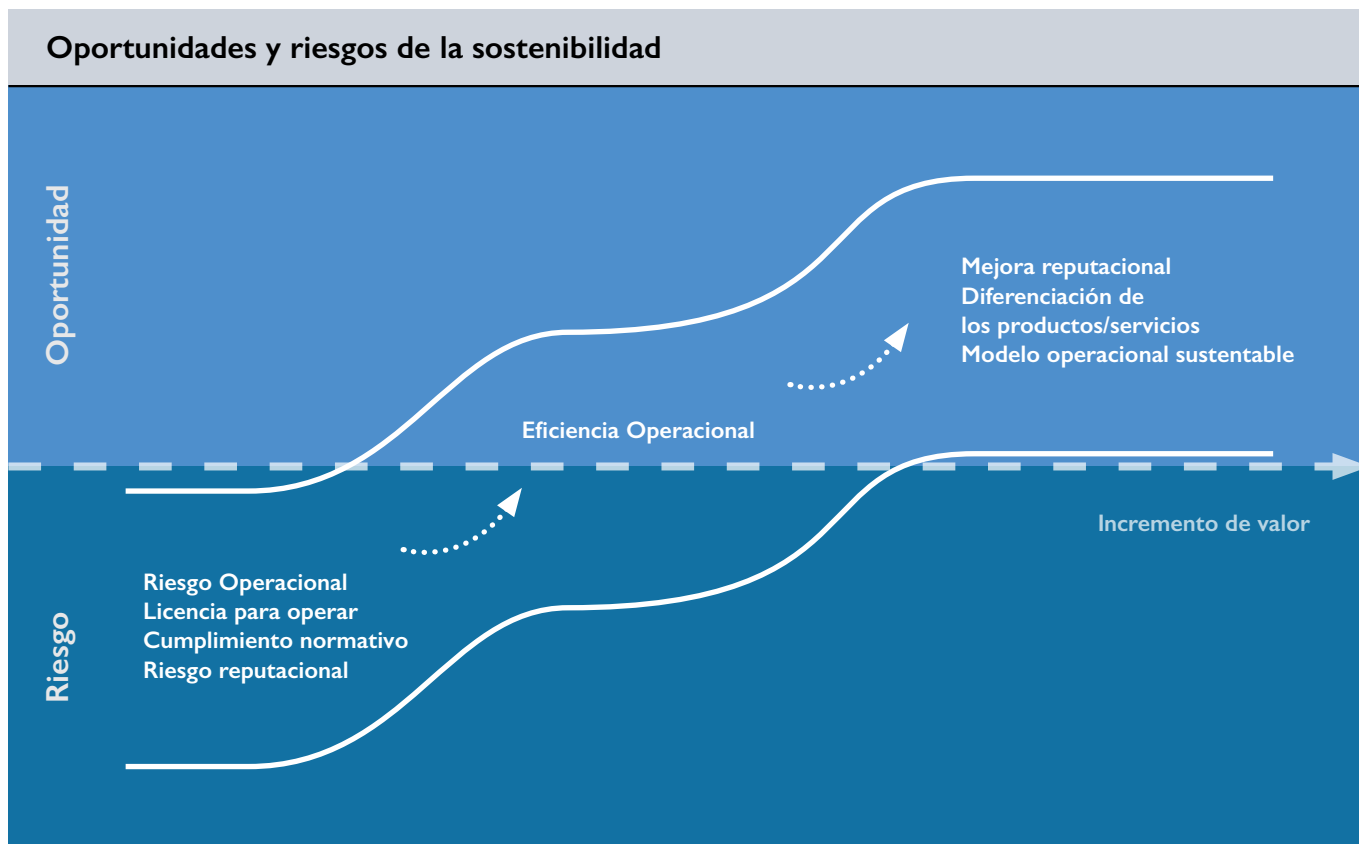 Oportunidades y riesgos de la sostenibilidad
Oportunidad
Mejora reputacional
Diferenciación de
los productos/servicios
Modelo operacional sustentable
Eficiencia Operacional
Incremento de valor
Riesgo
Riesgo Operacional
Licencia para operar
Cumplimiento normativo
Riesgo reputacional